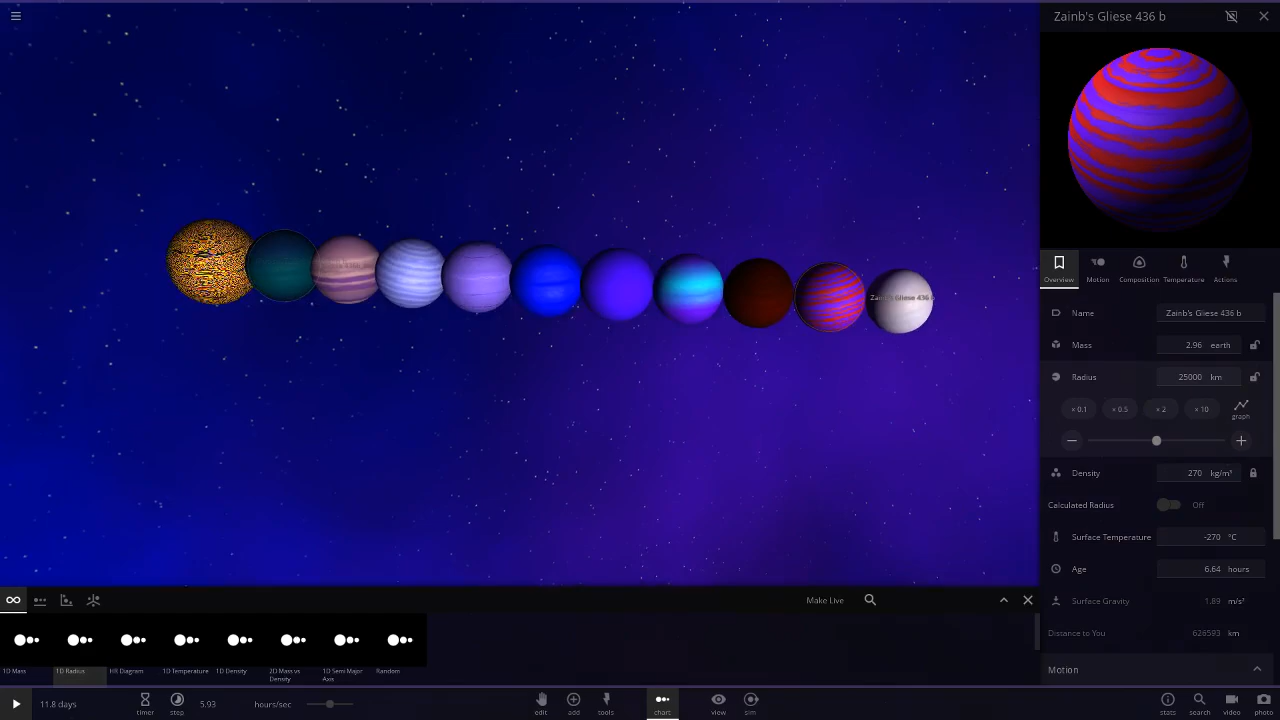 Zainb's Gliese 436 b
Zainb's Gliese 436 b
Overview
Motion
Composition
Temperature
Actions
Name
Zainb's Gliese 436 b
Mass
2.96 earth
Radius
25000 km
× 0.1
× 0.5
× 2
× 10
graph
Density
270 kg/m³
Calculated Radius
Off
Surface Temperature
-270 °C
Age
6.64 hours
Surface Gravity
1.89 m/s²
Distance to You
626593 km
Motion
Make Live
1D Mass
1D Radius
HR Diagram
1D Temperature
1D Density
2D Mass vs
Density
1D Semi Major
Axis
Random
11.8 days
timer
step
5.93
hours/sec
edit
add
tools
chart
view
sim
stats
search
video
photo